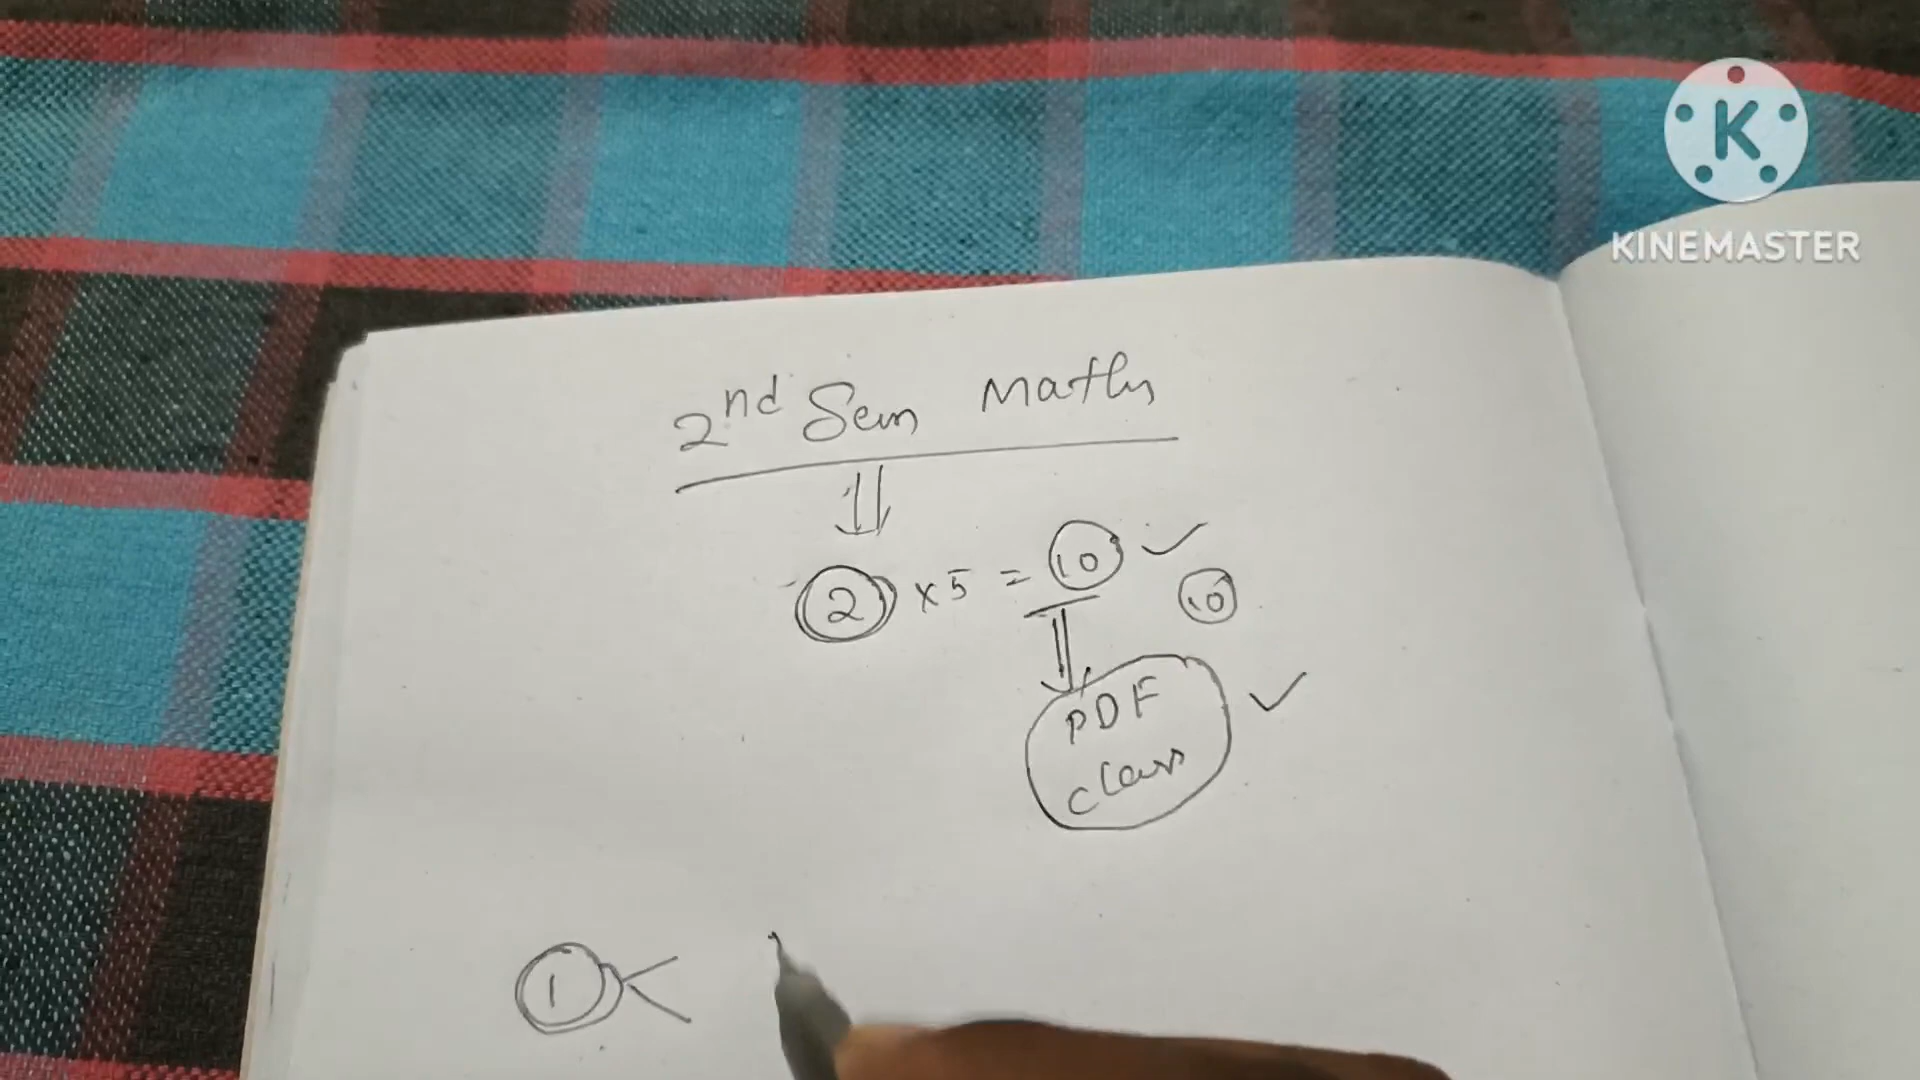 K
KINEMASTER
2nd Sem Maths
2 x 5 = 10
10
PDF
class
1